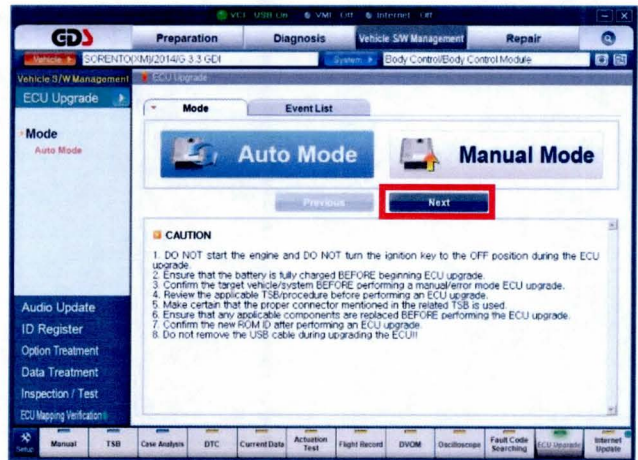 VCI : USB On VMI : Off Internet : Off
GDS Preparation Diagnosis Vehicle S/W Management Repair
Vehicle SORENTO(XM)/2014/G 3.3 GDI System Body Control/Body Control Module
Vehicle S/W Management
ECU Upgrade
ECU Upgrade
Mode
Auto Mode
Mode Event List
Auto Mode Manual Mode
Previous Next
CAUTION
1. DO NOT start the engine and DO NOT turn the ignition key to the OFF position during the ECU
upgrade.
2. Ensure that the battery is fully charged BEFORE beginning ECU upgrade.
3. Confirm the target vehicle/system BEFORE performing a manual/error mode ECU upgrade.
4. Review the applicable TSB/procedure before performing an ECU upgrade.
5. Make certain that the proper connector mentioned in the related TSB is used.
6. Ensure that any applicable components are replaced BEFORE performing the ECU upgrade.
7. Confirm the new ROM ID after performing an ECU upgrade.
8. Do not remove the USB cable during upgrading the ECU!!!
Audio Update
ID Register
Option Treatment
Data Treatment
Inspection / Test
ECU Mapping Verification
Setup Manual TSB Case Analysis DTC Current Data Actuation Test Flight Record DVOM Oscilloscope Fault Code Searching ECU Upgrade Internet Update